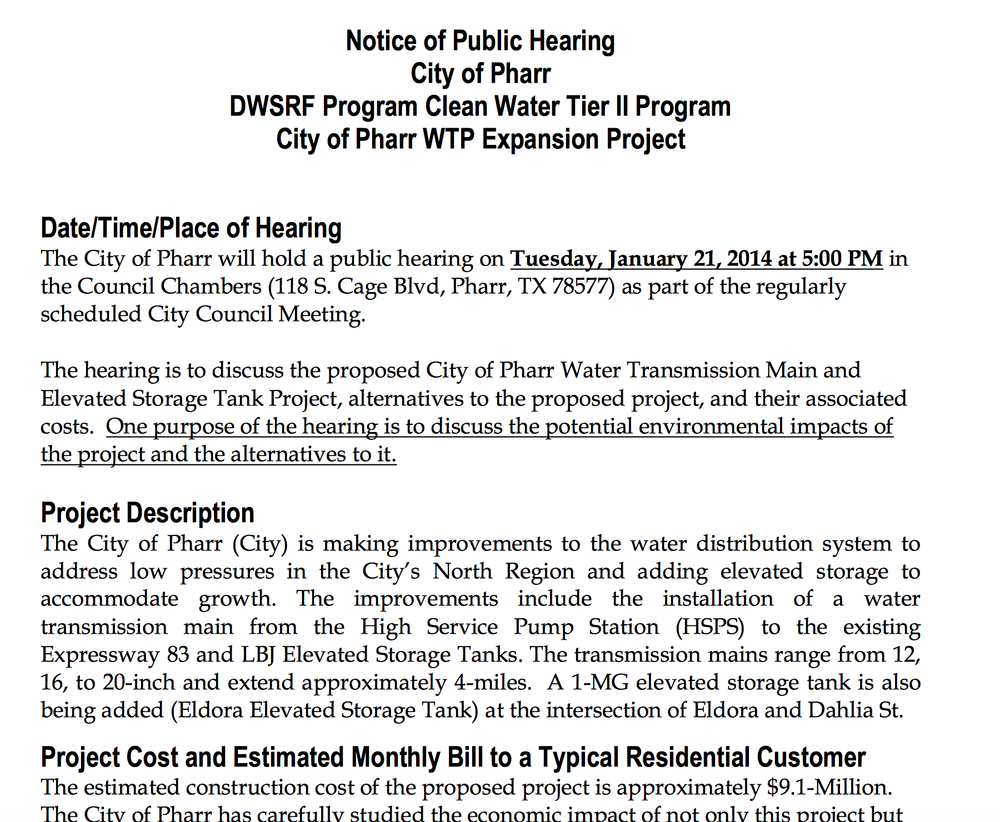 Notice of Public Hearing
City of Pharr
DWSRF Program Clean Water Tier II Program
City of Pharr WTP Expansion Project
Date/Time/Place of Hearing
The City of Pharr will hold a public hearing on Tuesday, January 21, 2014 at 5:00 PM in
the Council Chambers (118 S. Cage Blvd, Pharr, TX 78577) as part of the regularly
scheduled City Council Meeting.
The hearing is to discuss the proposed City of Pharr Water Transmission Main and
Elevated Storage Tank Project, alternatives to the proposed project, and their associated
costs.  One purpose of the hearing is to discuss the potential environmental impacts of
the project and the alternatives to it.
Project Description
The City of Pharr (City) is making improvements to the water distribution system to
address low pressures in the City's North Region and adding elevated storage to
accommodate growth. The improvements include the installation of a water
transmission main from the High Service Pump Station (HSPS) to the existing
Expressway 83 and LBJ Elevated Storage Tanks. The transmission mains range from 12,
16, to 20-inch and extend approximately 4-miles.  A 1-MG elevated storage tank is also
being added (Eldora Elevated Storage Tank) at the intersection of Eldora and Dahlia St.
Project Cost and Estimated Monthly Bill to a Typical Residential Customer
The estimated construction cost of the proposed project is approximately $9.1-Million.
The City of Pharr has carefully studied the economic impact of not only this project but